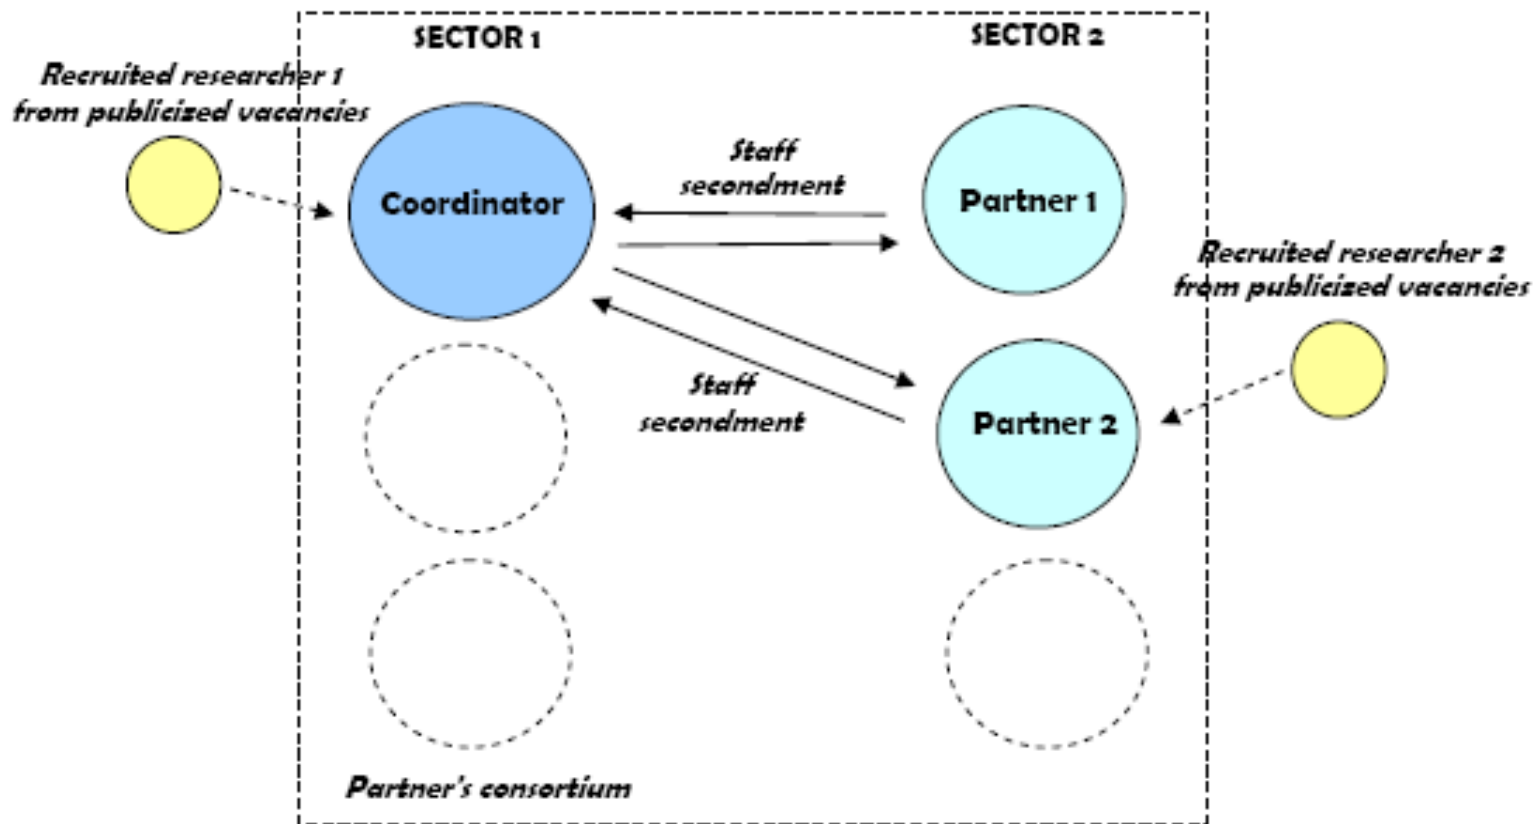 SECTOR 1
SECTOR 2
Recruited researcher 1
from publicized vacancies
Coordinator
Staff
secondment
Partner 1
Recruited researcher 2
from publicized vacancies
Staff
secondment
Partner 2
Partner's consortium